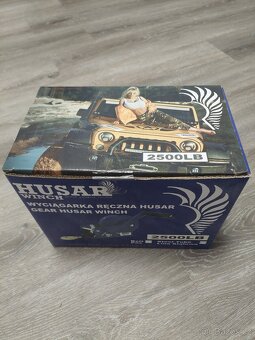 2500LB
HUSAR
WINCH
WYCIĄGARKA RĘCZNA HUSAR
GEAR HUSAR WINCH
2500LB